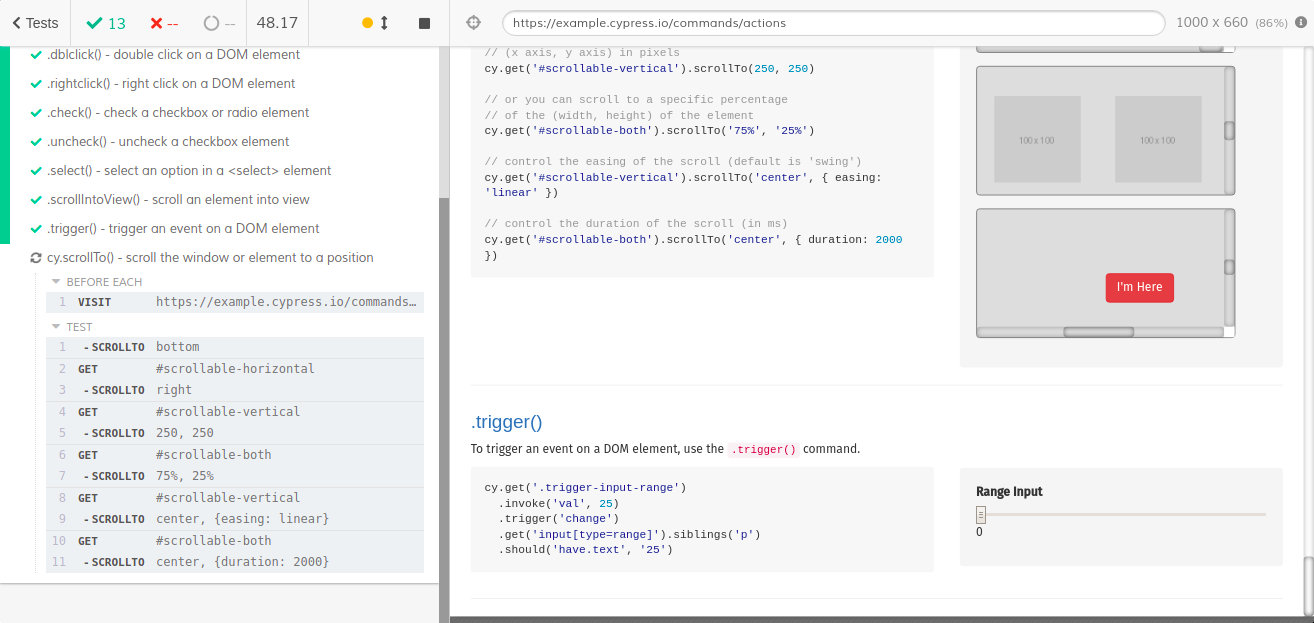 Tests
13
--
--
48.17
https://example.cypress.io/commands/actions
1000 x 660 (86%)
.dblclick() - double click on a DOM element
.rightclick() - right click on a DOM element
.check() - check a checkbox or radio element
.uncheck() - uncheck a checkbox element
.select() - select an option in a <select> element
.scrollIntoView() - scroll an element into view
.trigger() - trigger an event on a DOM element
cy.scrollTo() - scroll the window or element to a position
BEFORE EACH
1 VISIT https://example.cypress.io/commands…
TEST
1 - SCROLLTO bottom
2 GET #scrollable-horizontal
3 - SCROLLTO right
4 GET #scrollable-vertical
5 - SCROLLTO 250, 250
6 GET #scrollable-both
7 - SCROLLTO 75%, 25%
8 GET #scrollable-vertical
9 - SCROLLTO center, {easing: linear}
10 GET #scrollable-both
11 - SCROLLTO center, {duration: 2000}
// (x axis, y axis) in pixels
cy.get('#scrollable-vertical').scrollTo(250, 250)
// or you can scroll to a specific percentage
// of the (width, height) of the element
cy.get('#scrollable-both').scrollTo('75%', '25%')
// control the easing of the scroll (default is 'swing')
cy.get('#scrollable-vertical').scrollTo('center', { easing:
'linear' })
// control the duration of the scroll (in ms)
cy.get('#scrollable-both').scrollTo('center', { duration: 2000
})
100 x 100
100 x 100
I'm Here
.trigger()
To trigger an event on a DOM element, use the .trigger() command.
cy.get('.trigger-input-range')
.invoke('val', 25)
.trigger('change')
.get('input[type=range]').siblings('p')
.should('have.text', '25')
Range Input
0